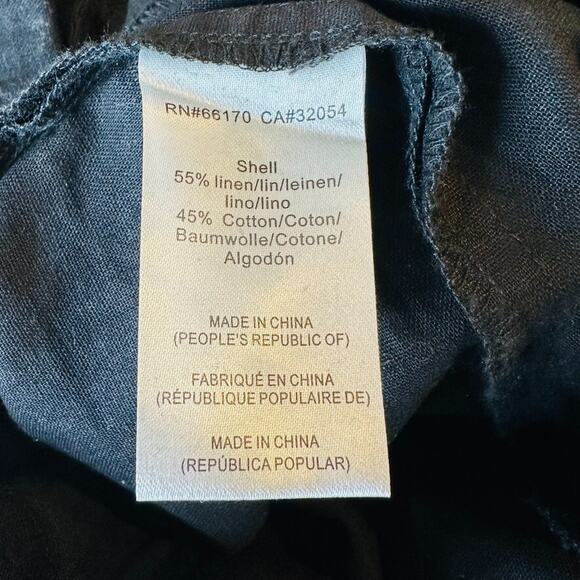 RN#66170 CA#32054
Shell
55% linen/lin/leinen/
lino/lino
45% Cotton/Coton/
Baumwolle/Cotone/
Algodón
MADE IN CHINA
(PEOPLE'S REPUBLIC OF)
FABRIQUÉ EN CHINA
(RÉPUBLIQUE POPULAIRE DE)
MADE IN CHINA
(REPÚBLICA POPULAR)